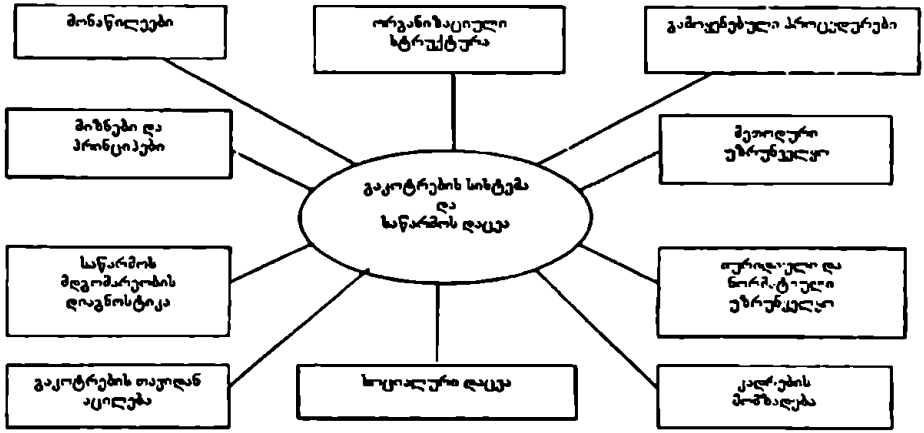 მონაწილეები
ორგანიზაციული
სტრუქტურა
გამოყენებული პროცედურები
მიზნები და
პრინციპები
მეთოდური
უზრუნველყო
გაკოტრების სისტემა
და
საწარმოს დაცვა
საწარმოს
მდგომარეობის
დიაგნოსტიკა
იურიდიული და
ნორმატიული
უზრუნველყო
გაკოტრების თავიდან
აცილება
სოციალური დაცვა
კადრების
მომზადება